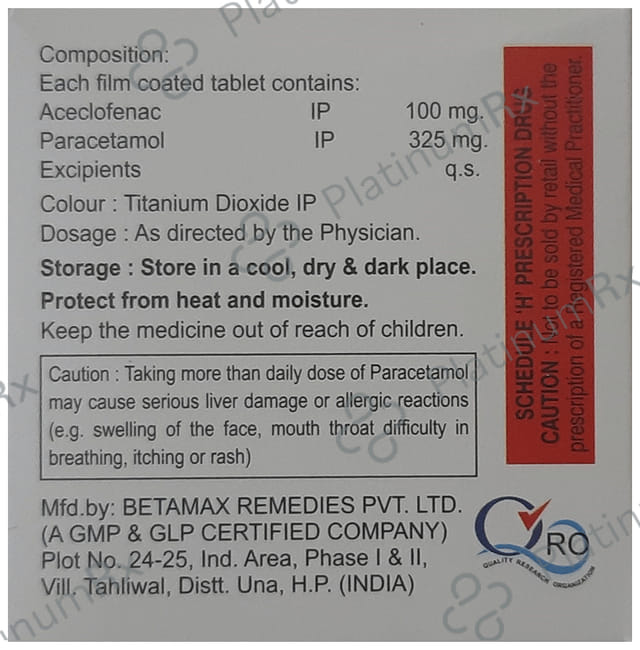 Composition:
Each film coated tablet contains:
Aceclofenac IP 100 mg.
Paracetamol IP 325 mg.
Excipients q.s.
Colour : Titanium Dioxide IP
Dosage : As directed by the Physician.
Storage : Store in a cool, dry & dark place.
Protect from heat and moisture.
Keep the medicine out of reach of children.
Caution : Taking more than daily dose of Paracetamol
may cause serious liver damage or allergic reactions
(e.g. swelling of the face, mouth throat difficulty in
breathing, itching or rash)
Mfd.by: BETAMAX REMEDIES PVT. LTD.
(A GMP & GLP CERTIFIED COMPANY)
Plot No. 24-25, Ind. Area, Phase I & II,
Vill. Tahliwal, Distt. Una, H.P. (INDIA)
SCHEDULE 'H' PRESCRIPTION DRUG
CAUTION : Not to be sold by retail without the
prescription of a Registered Medical Practitioner.
QRO
QUALITY RESEARCH ORGANIZATION
PlatinumRx
PlatinumRx
PlatinumRx